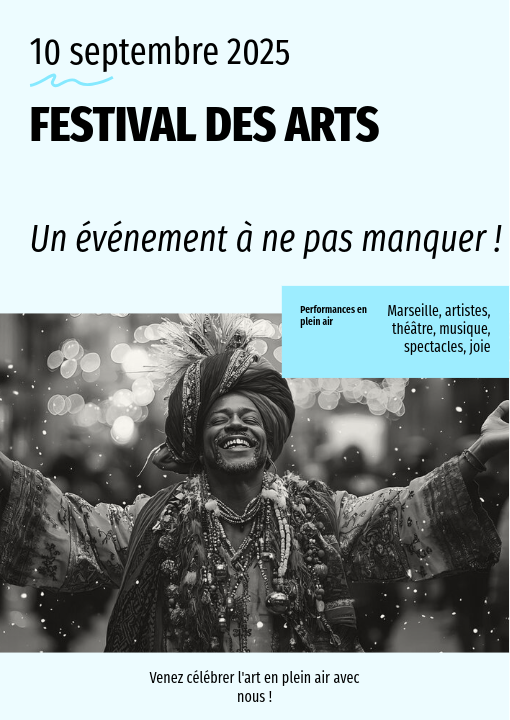 10 septembre 2025
FESTIVAL DES ARTS
Un événement à ne pas manquer !
Performances en
plein air
Marseille, artistes,
théâtre, musique,
spectacles, joie
Venez célébrer l'art en plein air avec
nous !